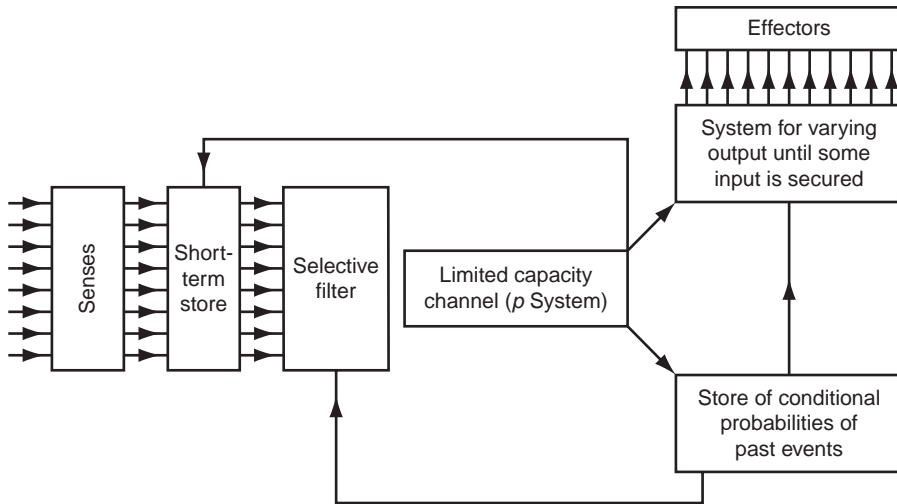 Effectors
System for varying
output until some
input is secured
Senses
Short-
term
store
Selective
filter
Limited capacity
channel (p System)
Store of conditional
probabilities of
past events